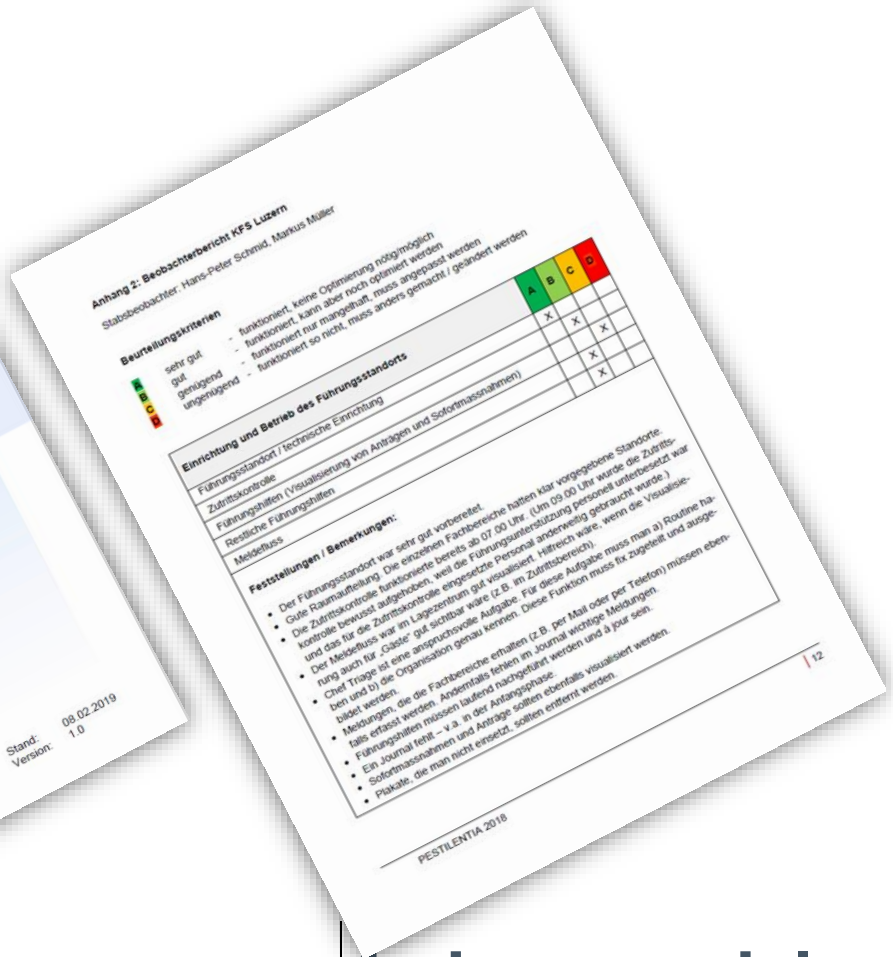 Anhang 2: Beobachterbericht KFS Luzern
Stabsbeobachter: Hans-Peter Schmid, Markus Müller
Beurteilungskriterien
A sehr gut - funktioniert, keine Optimierung nötig/möglich
B gut - funktioniert, kann aber noch optimiert werden
C genügend - funktioniert nur mangelhaft, muss angepasst werden
D ungenügend - funktioniert so nicht, muss anders gemacht / geändert werden
Einrichtung und Betrieb des Führungsstandorts A B C D
Führungsstandort / technische Einrichtung X
Zutrittskontrolle X
Führungshilfen (Visualisierung von Anträgen und Sofortmassnahmen) X
Restliche Führungshilfen X
Meldefluss X
Feststellungen / Bemerkungen:
• Der Führungsstandort war sehr gut vorbereitet.
• Gute Raumaufteilung. Die einzelnen Fachbereiche hatten klar vorgegebene Standorte.
• Die Zutrittskontrolle funktionierte bereits ab 07.00 Uhr. (Um 09.00 Uhr wurde die Zutritts-
kontrolle bewusst aufgehoben, weil die Führungsunterstützung personell unterbesetzt war
und das für die Zutrittskontrolle eingesetzte Personal anderweitig gebraucht wurde.)
• Der Meldefluss war im Lagezentrum gut visualisiert. Hilfreich wäre, wenn die Visualisie-
rung auch für „Gäste“ gut sichtbar wäre (z.B. im Zutrittsbereich).
• Chef Triage ist eine anspruchsvolle Aufgabe. Für diese Aufgabe muss man a) Routine ha-
ben und b) die Organisation genau kennen. Diese Funktion muss fix zugeteilt und ausge-
bildet werden.
• Meldungen, die die Fachbereiche erhalten (z.B. per Mail oder per Telefon) müssen eben-
falls erfasst werden. Andernfalls fehlen im Journal wichtige Meldungen.
• Führungshilfen müssen laufend nachgeführt werden und à jour sein.
• Ein Journal fehlt – v.a. in der Anfangsphase.
• Sofortmassnahmen und Anträge sollten ebenfalls visualisiert werden.
• Plakate, die man nicht einsetzt, sollten entfernt werden.
PESTILENTIA 2018
| 12
Stand: 08.02.2019
Version: 1.0